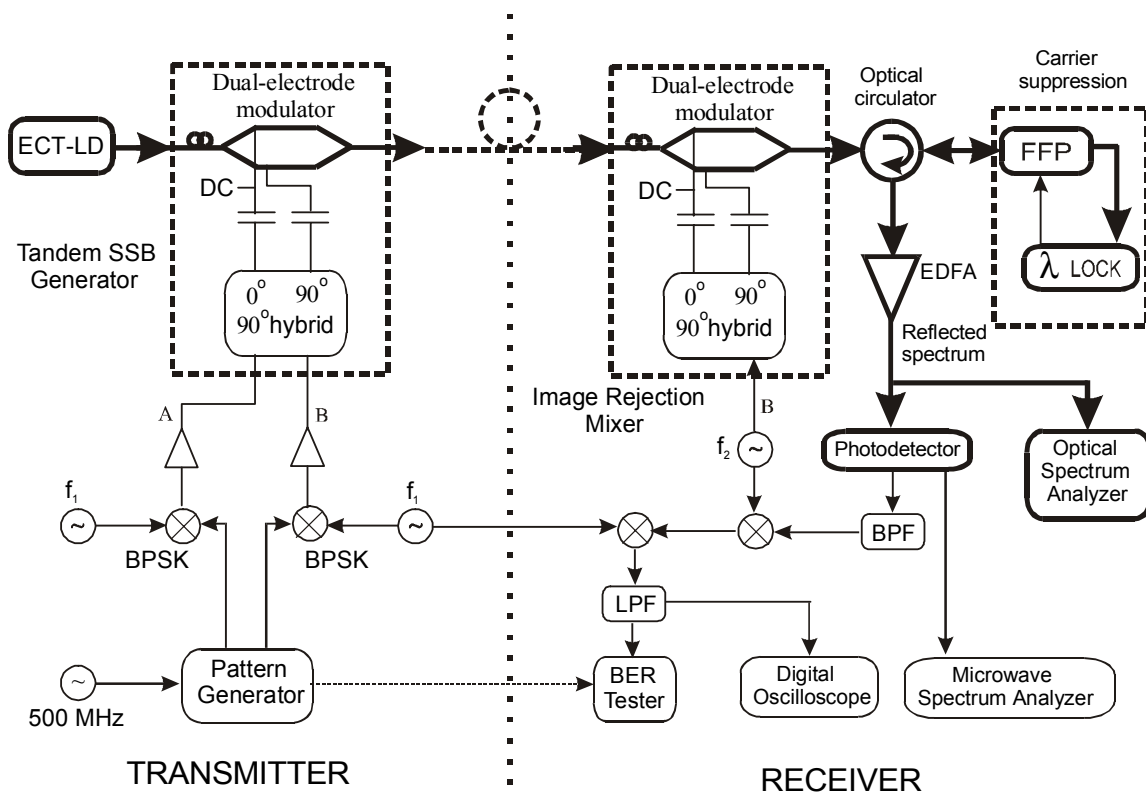 Dual-electrode
modulator
ECT-LD
DC
Tandem SSB
Generator
0° 90°
90°hybrid
A
B
f1
~
BPSK
BPSK
f1
~
~
500 MHz
Pattern
Generator
TRANSMITTER
Dual-electrode
modulator
DC
0° 90°
90°hybrid
Image Rejection
Mixer
B
f2
~
Optical
circulator
Carrier
suppression
FFP
λ LOCK
EDFA
Reflected
spectrum
Photodetector
Optical
Spectrum
Analyzer
BPF
LPF
BER
Tester
Digital
Oscilloscope
Microwave
Spectrum Analyzer
RECEIVER